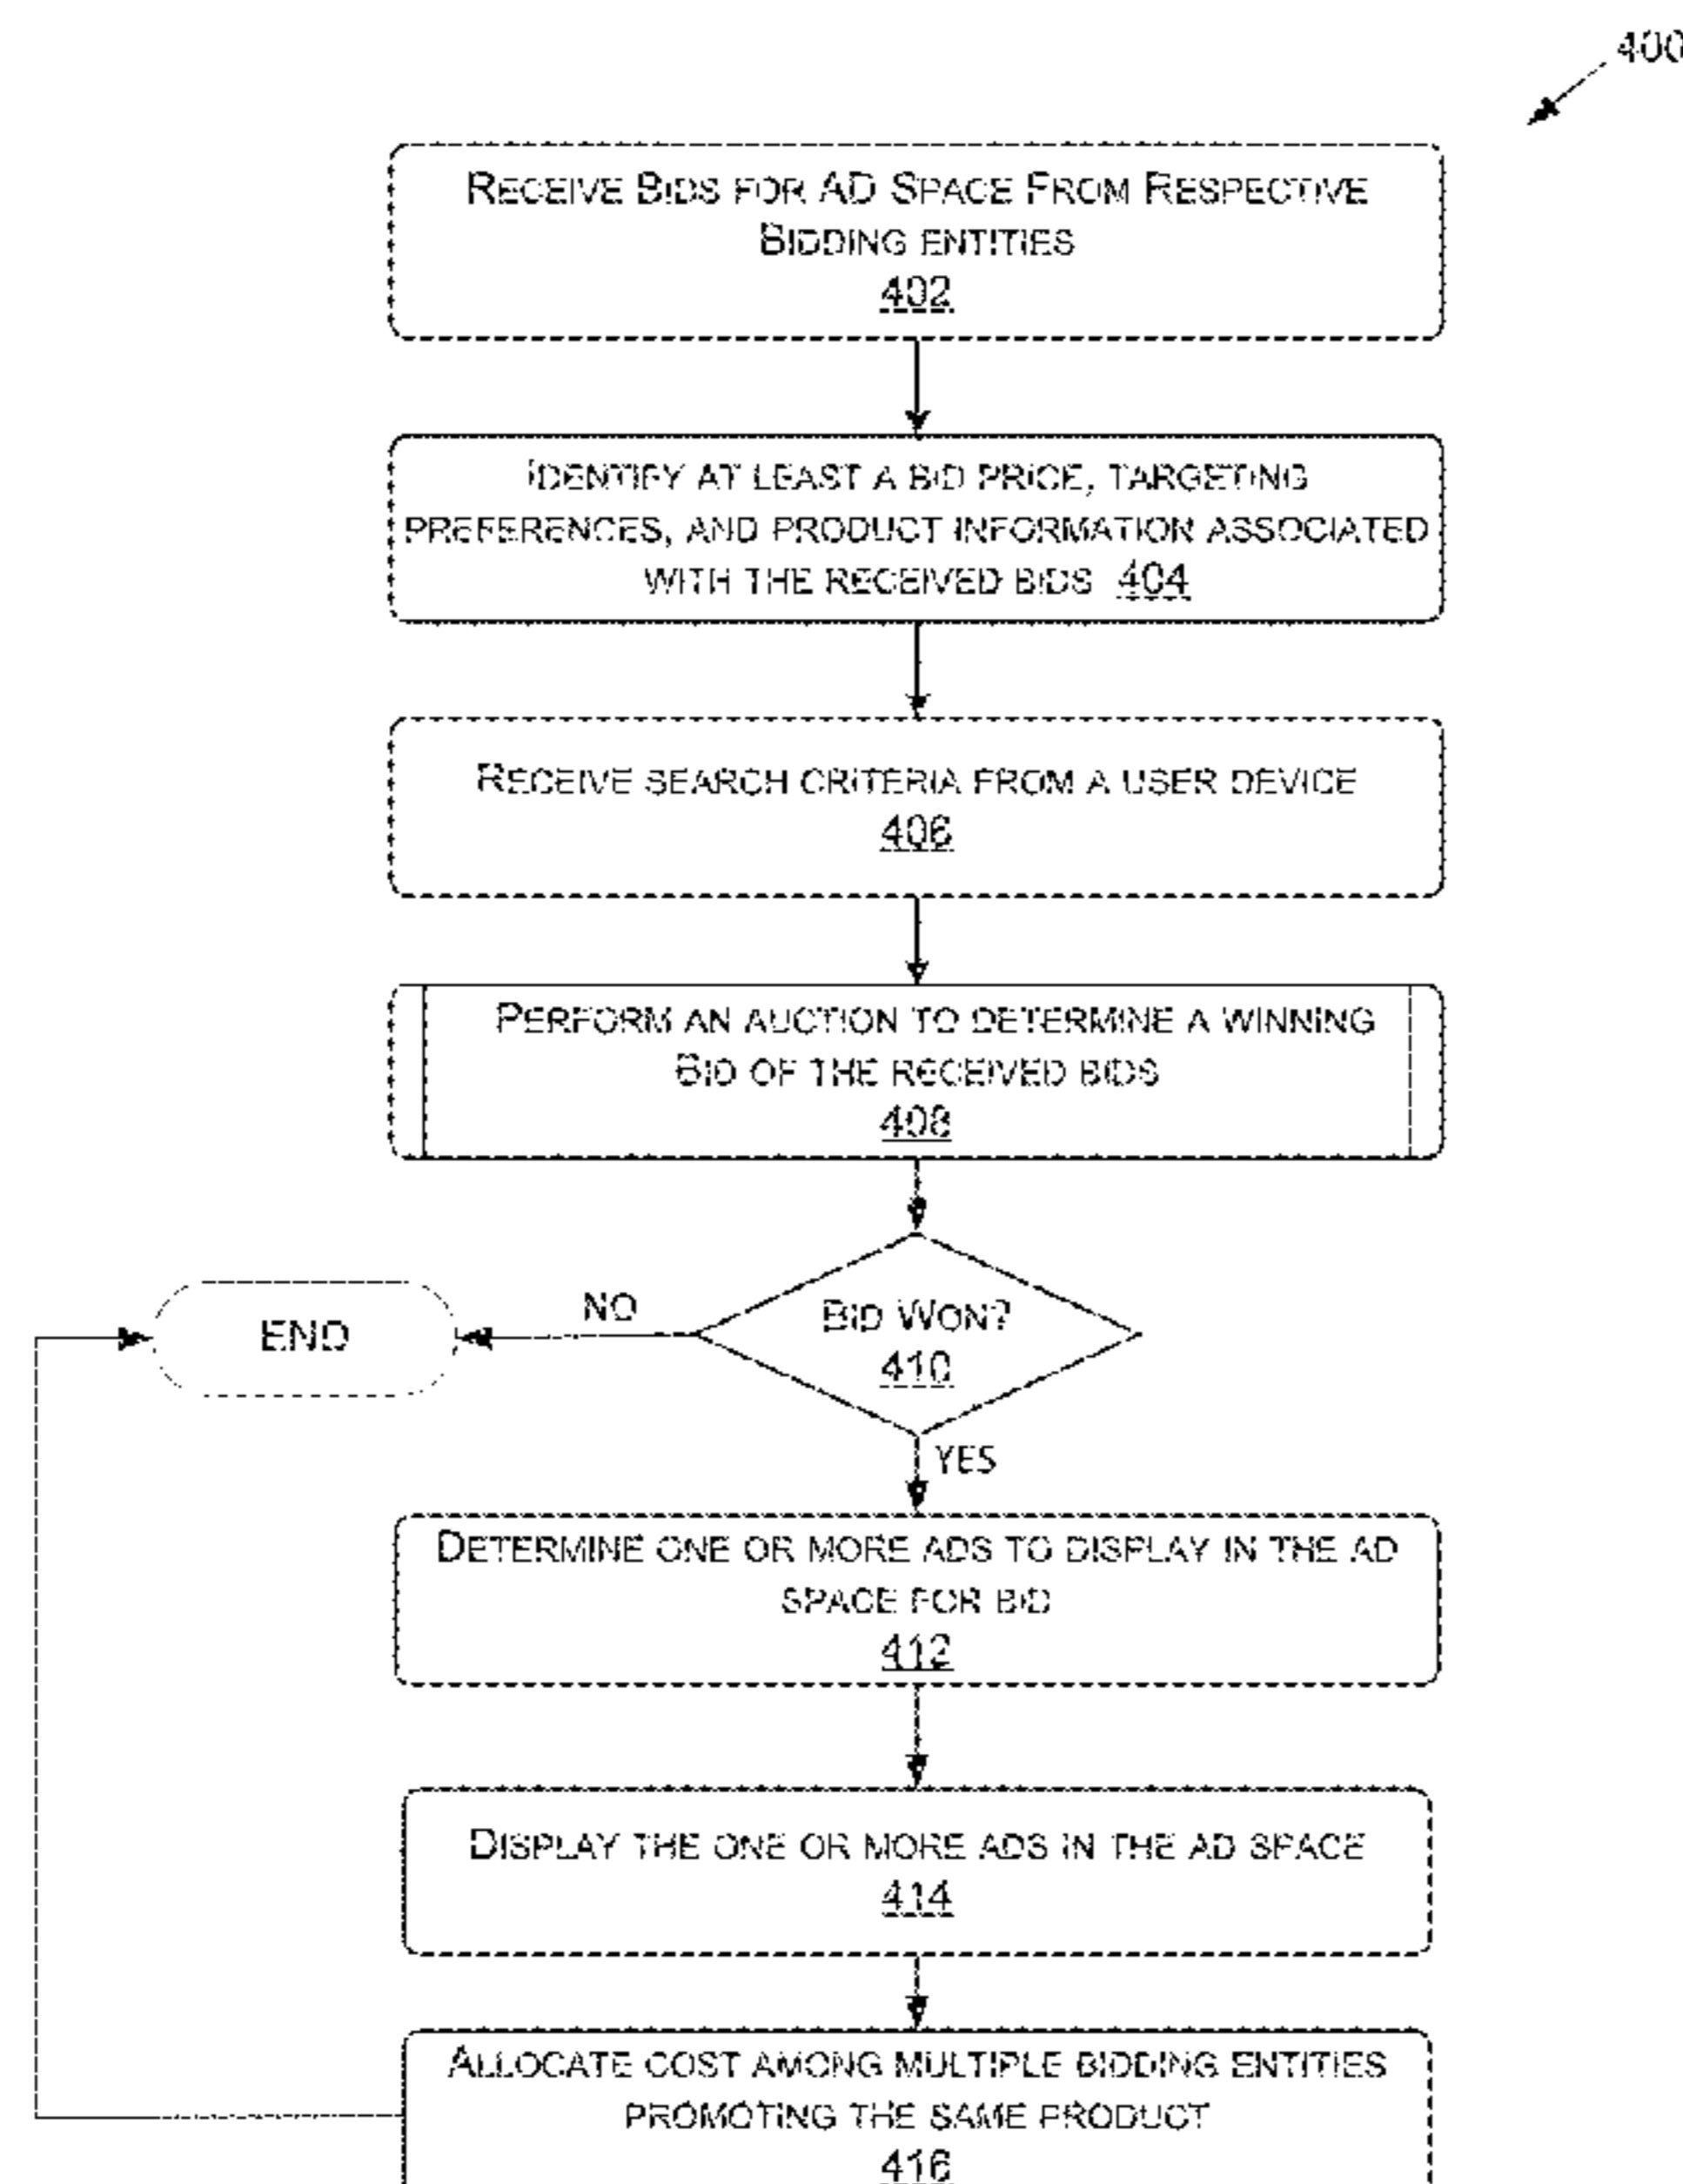 400
RECEIVE BIDS FOR AD SPACE FROM RESPECTIVE
BIDDING ENTITIES
402
IDENTIFY AT LEAST A BID PRICE, TARGETING
PREFERENCES, AND PRODUCT INFORMATION ASSOCIATED
WITH THE RECEIVED BIDS 404
RECEIVE SEARCH CRITERIA FROM A USER DEVICE
406
PERFORM AN AUCTION TO DETERMINE A WINNING
BID OF THE RECEIVED BIDS
408
BID WON?
410
NO
END
YES
DETERMINE ONE OR MORE ADS TO DISPLAY IN THE AD
SPACE FOR BID
412
DISPLAY THE ONE OR MORE ADS IN THE AD SPACE
414
ALLOCATE COST AMONG MULTIPLE BIDDING ENTITIES
PROMOTING THE SAME PRODUCT
416